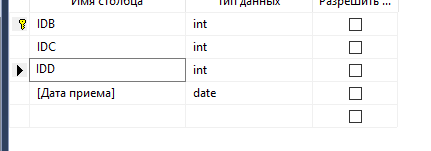 Имя столбца Тип данных Разрешить ...
IDB int
IDC int
IDD int
[Дата приема] date